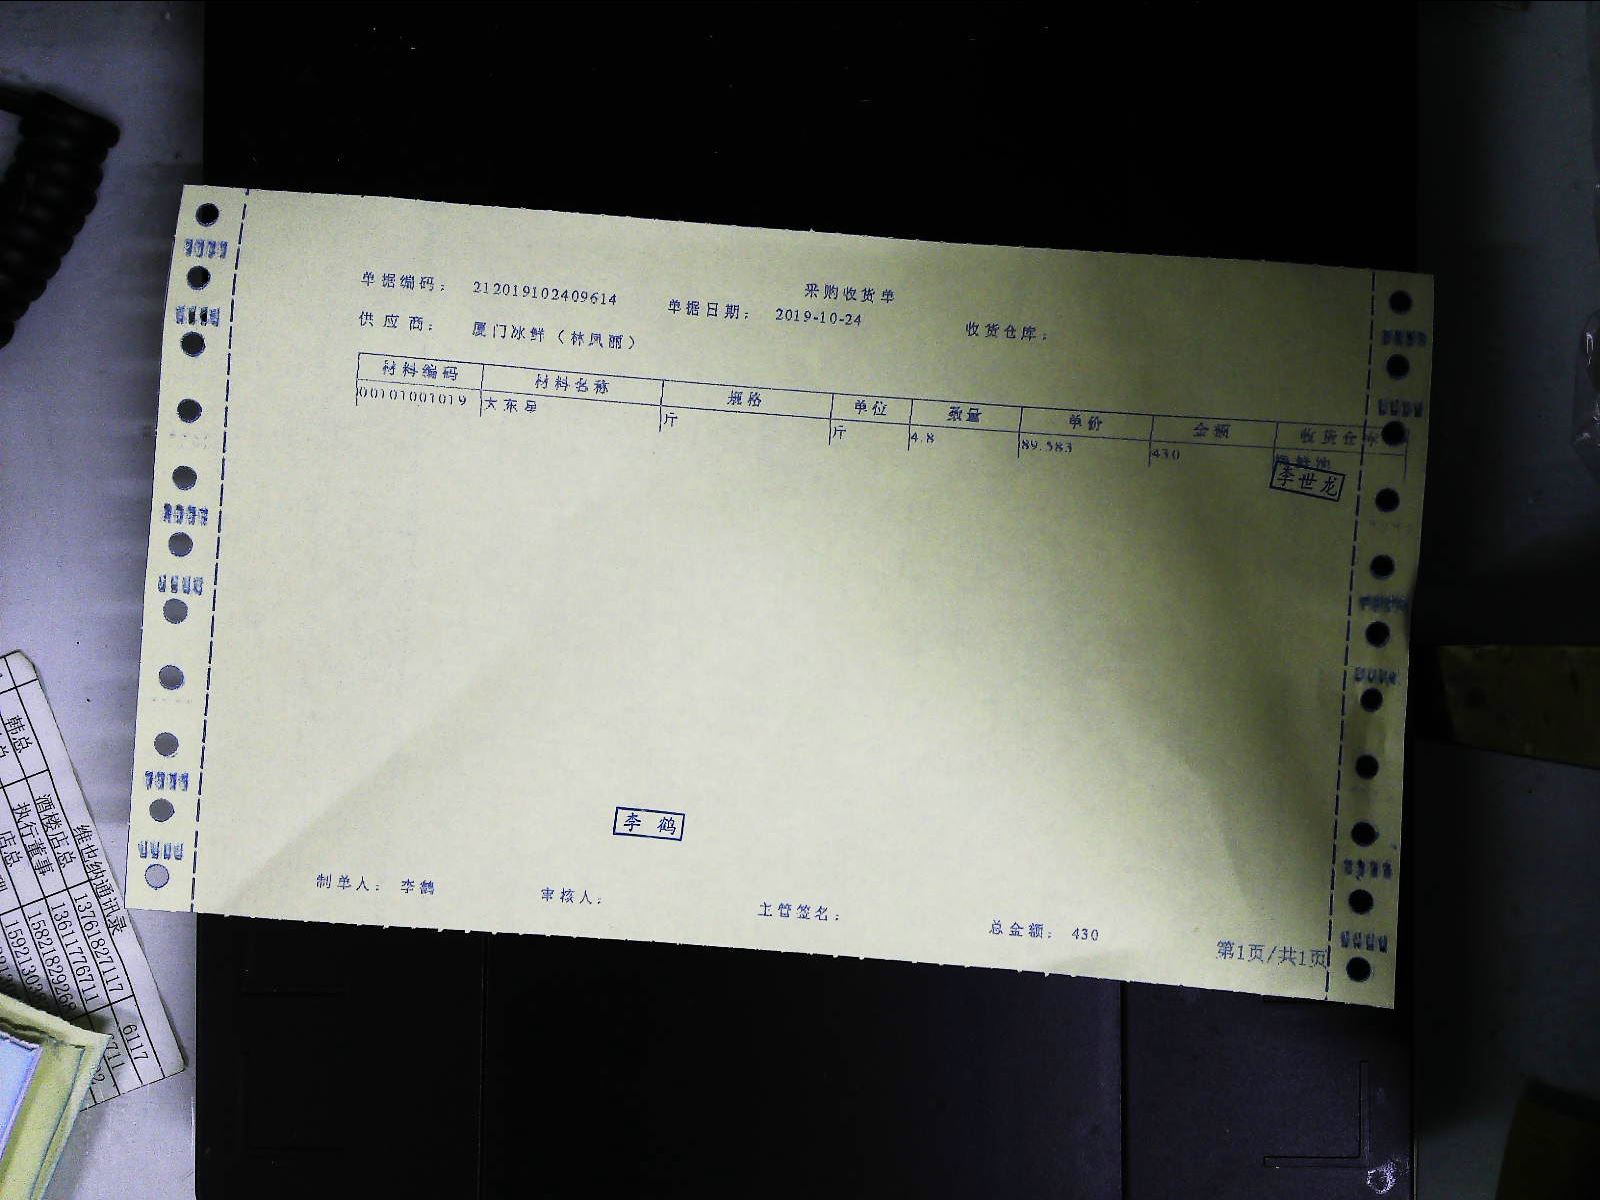 采购收货单
单据编码： 212019102409614 单据日期： 2019-10-24 收货仓库：
供应商： 厦门冰鲜（林凤丽）
材料编码 材料名称 规格 单位 数量 单价 金额 收货仓库
00101001019 大东星 斤 斤 4.8 89.583 430
李世龙
李鹤
制单人： 李鹤 审核人： 主管签名： 总金额： 430
第1页/共1页
维也纳通讯录
韩总 酒楼店总 13761827117 6117
执行董事 13611776711
店总 15821829268